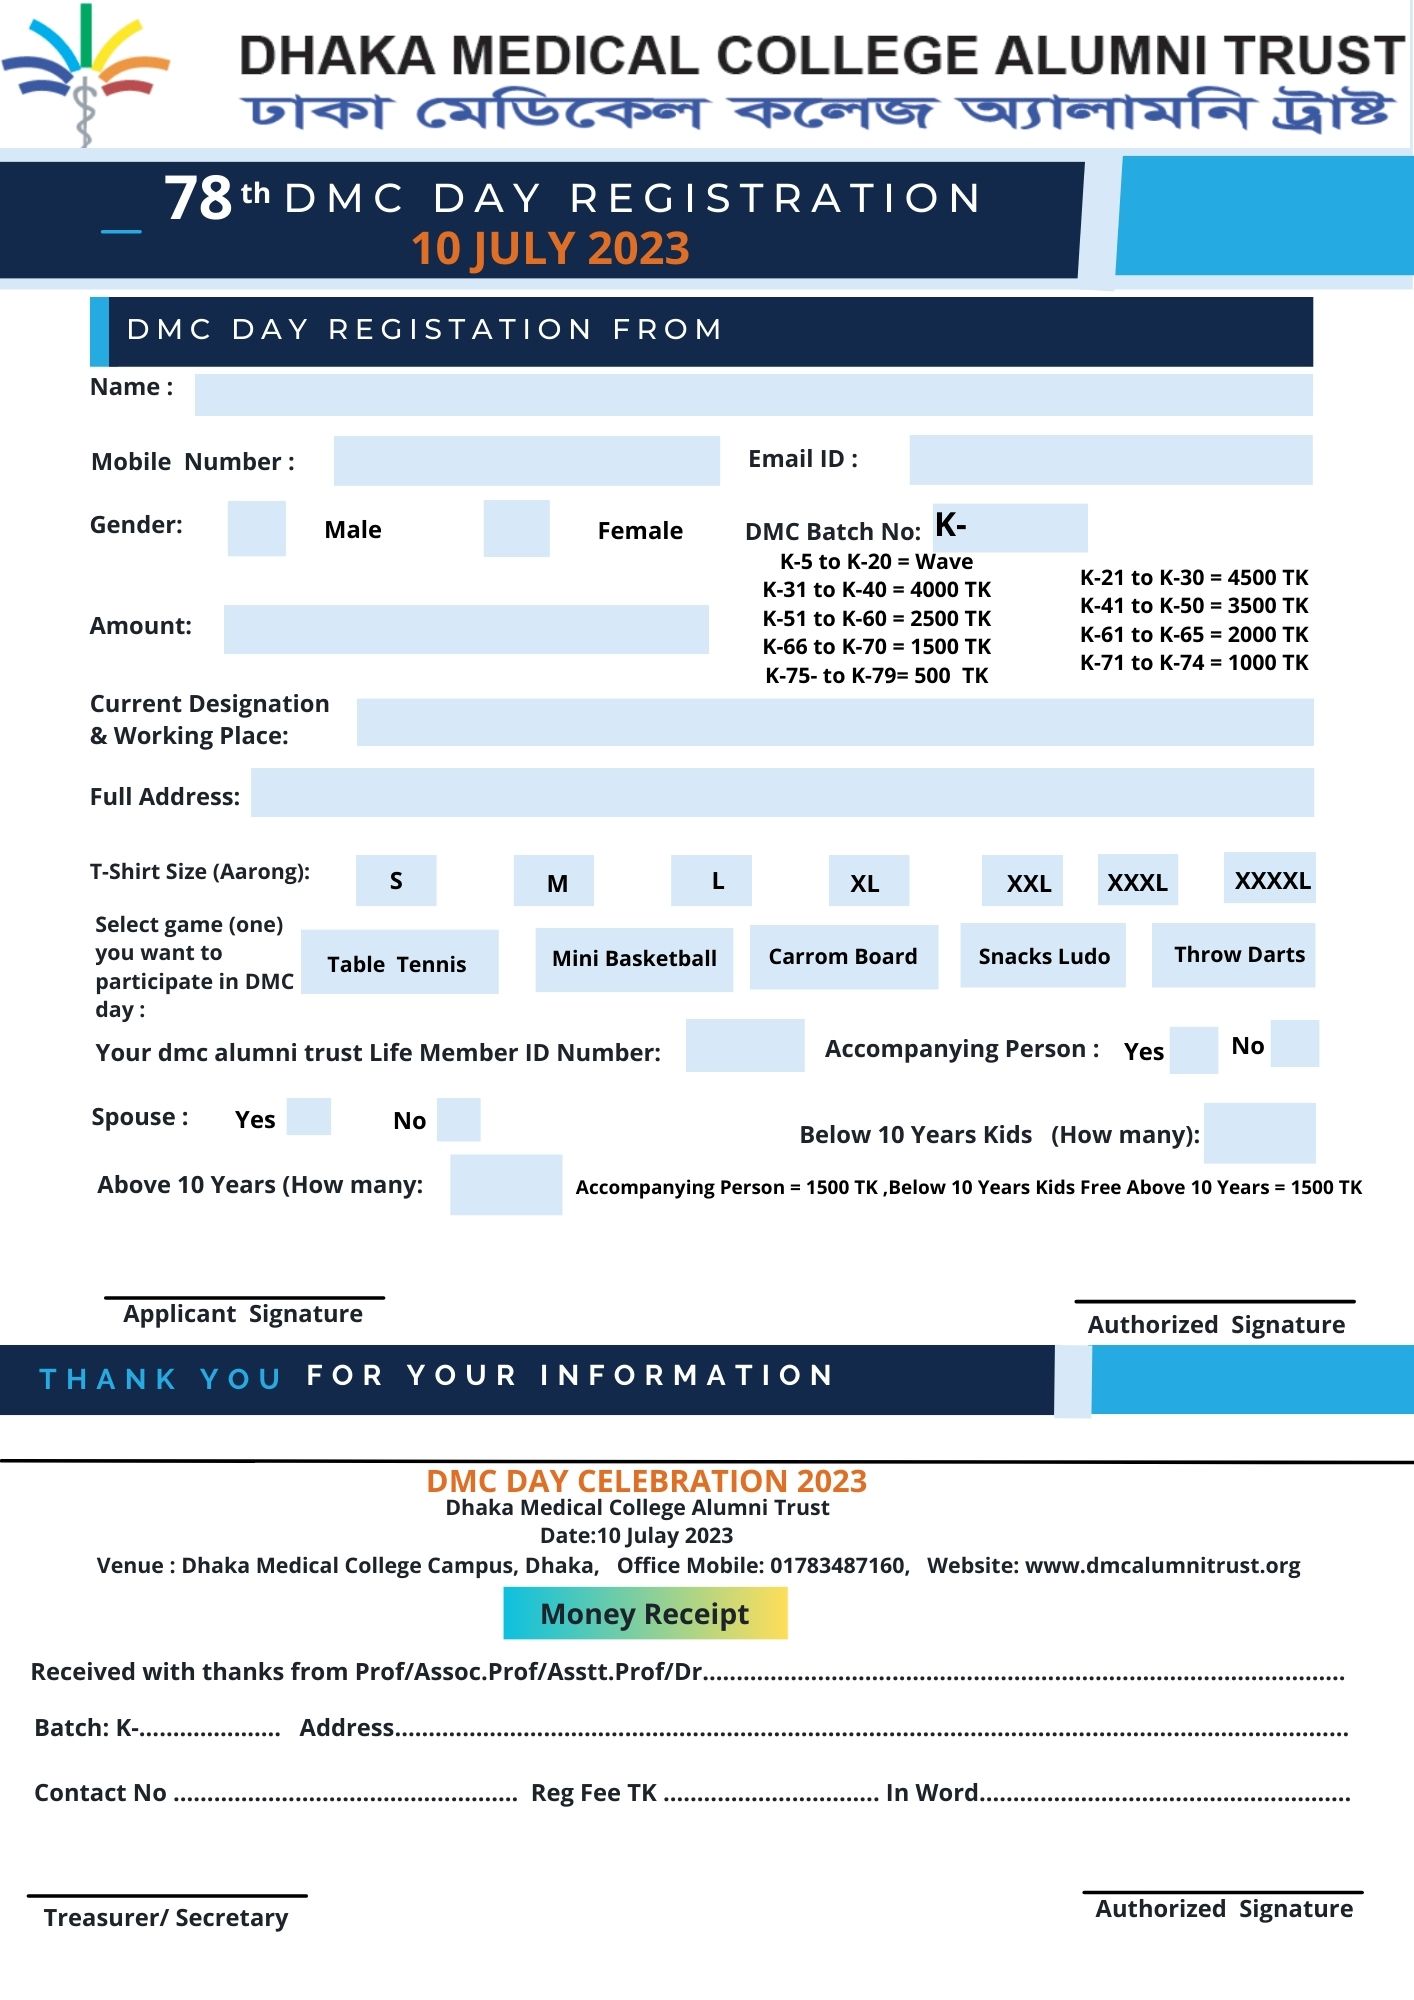 DHAKA MEDICAL COLLEGE ALUMNI TRUST
ঢাকা মেডিকেল কলেজ অ্যালামনি ট্রাষ্ট
78th DMC DAY REGISTRATION
10 JULY 2023
DMC DAY REGISTATION FROM
Name :
Mobile Number : Email ID :
Gender: Male Female DMC Batch No: K-
K-5 to K-20 = Wave
K-31 to K-40 = 4000 TK
K-51 to K-60 = 2500 TK
K-66 to K-70 = 1500 TK
K-75- to K-79= 500 TK
K-21 to K-30 = 4500 TK
K-41 to K-50 = 3500 TK
K-61 to K-65 = 2000 TK
K-71 to K-74 = 1000 TK
Amount:
Current Designation
& Working Place:
Full Address:
T-Shirt Size (Aarong): S M L XL XXL XXXL XXXXL
Select game (one)
you want to
participate in DMC
day :
Table Tennis Mini Basketball Carrom Board Snacks Ludo Throw Darts
Your dmc alumni trust Life Member ID Number: Accompanying Person : Yes No
Spouse : Yes No Below 10 Years Kids (How many):
Above 10 Years (How many: Accompanying Person = 1500 TK ,Below 10 Years Kids Free Above 10 Years = 1500 TK
Applicant Signature Authorized Signature
THANK YOU FOR YOUR INFORMATION
DMC DAY CELEBRATION 2023
Dhaka Medical College Alumni Trust
Date:10 Julay 2023
Venue : Dhaka Medical College Campus, Dhaka, Office Mobile: 01783487160, Website: www.dmcalumnitrust.org
Money Receipt
Received with thanks from Prof/Assoc.Prof/Asstt.Prof/Dr................................................................................................
Batch: K-..................... Address..............................................................................................................................................
Contact No ................................................... Reg Fee TK ................................ In Word.......................................................
Treasurer/ Secretary Authorized Signature